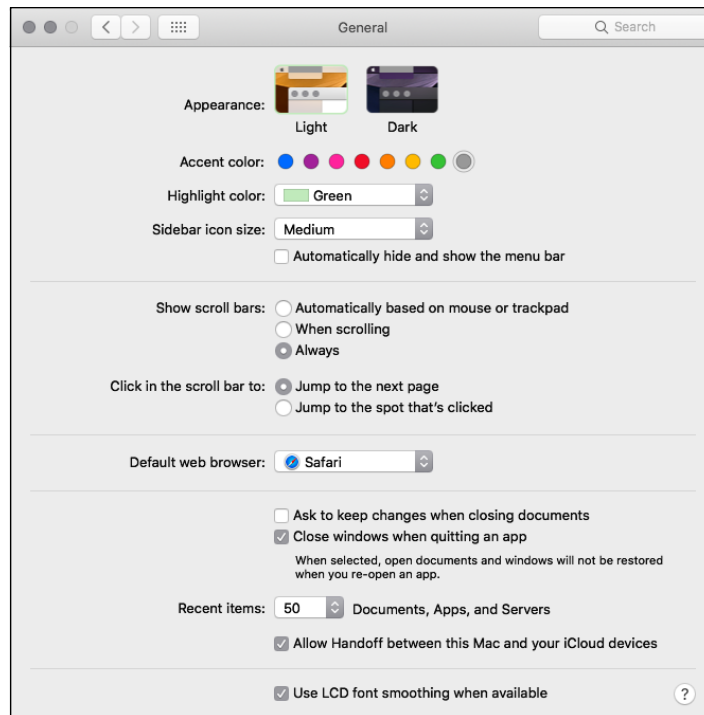 General
Search
Appearance:
Light
Dark
Accent color:
Highlight color: Green
Sidebar icon size: Medium
Automatically hide and show the menu bar
Show scroll bars: Automatically based on mouse or trackpad
When scrolling
Always
Click in the scroll bar to: Jump to the next page
Jump to the spot that's clicked
Default web browser: Safari
Ask to keep changes when closing documents
Close windows when quitting an app
When selected, open documents and windows will not be restored
when you re-open an app.
Recent items: 50 Documents, Apps, and Servers
Allow Handoff between this Mac and your iCloud devices
Use LCD font smoothing when available
?